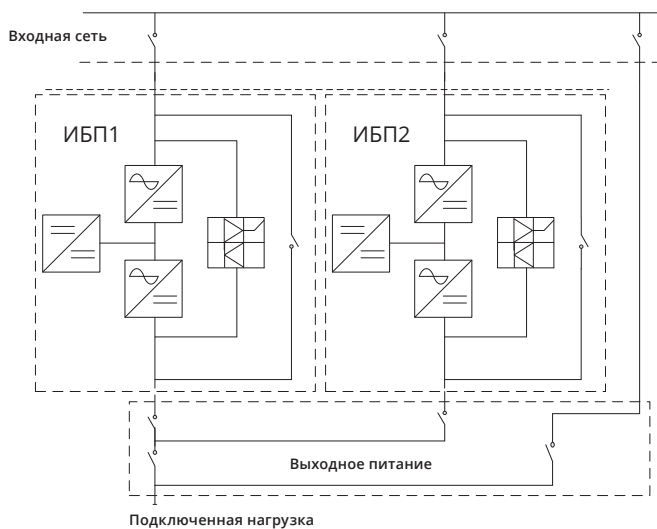 Входная сеть
ИБП1
ИБП2
Выходное питание
Подключенная нагрузка